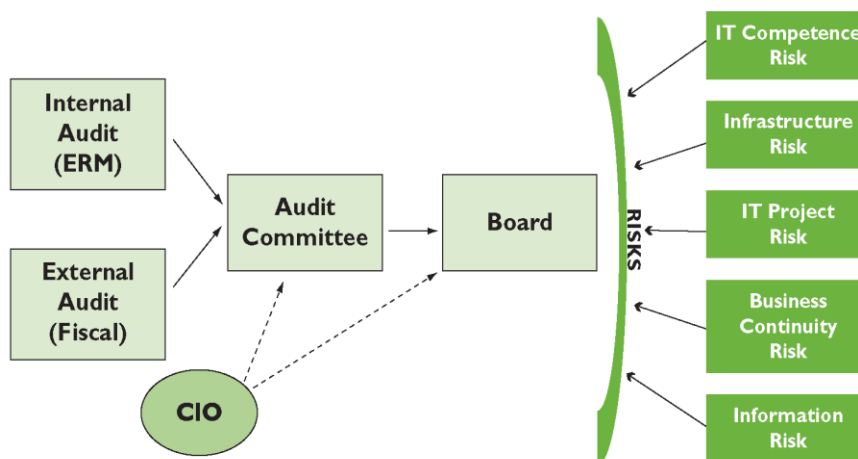 Internal
Audit
(ERM)
External
Audit
(Fiscal)
CIO
Audit
Committee
Board
RISKS
IT Competence
Risk
Infrastructure
Risk
IT Project
Risk
Business
Continuity
Risk
Information
Risk